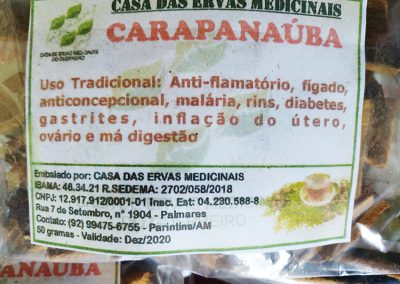 CASA DAS ERVAS MEDICINAIS
CARAPANAÚBA
Uso Tradicional: Anti-flamatório, fígado,
anticoncepcional, malária, rins, diabetes,
gastrites, inflação do útero,
ovário e má digestão
Embalado por: CASA DAS ERVAS MEDICINAIS
IBAMA: 46.34.21 R.SEDEMA: 2702/058/2018
CNPJ: 12.917.912/0001-01 Insc. Est: 04.230.588-8
Rua 7 de Setembro, n° 1904 - Palmares
Contato: (92) 99475-6755 - Parintins/AM
50 gramas - Validade: Dez/2020
RAPANAÚBA